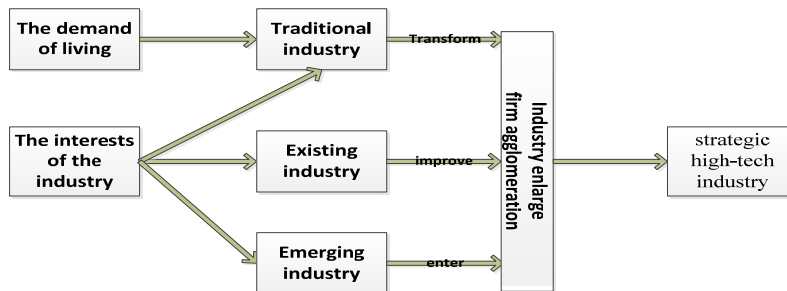 The demand
of living
Traditional
industry
Transform
The interests
of the
industry
Existing
industry
improve
Emerging
industry
enter
Industry enlarge
firm agglomeration
strategic
high-tech
industry